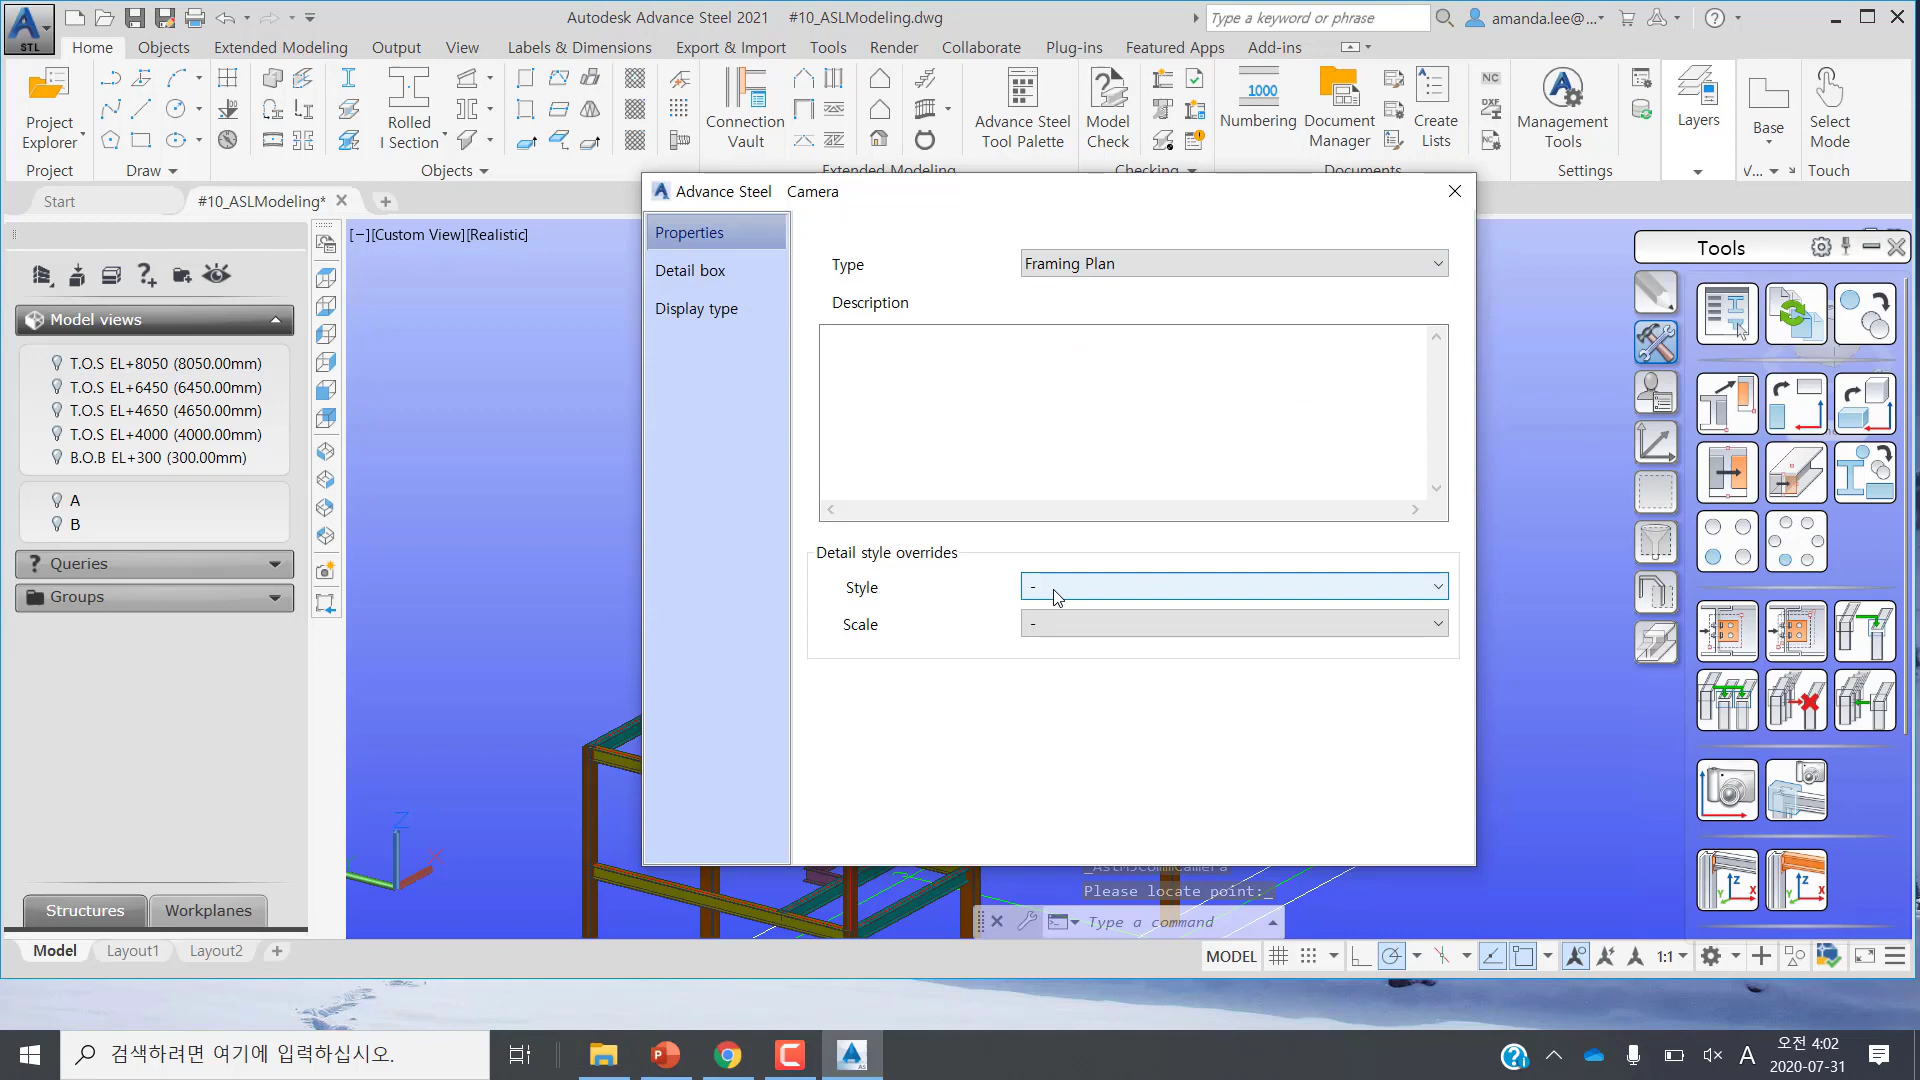 Autodesk Advance Steel 2021   #10_ASLModeling.dwg
Type a keyword or phrase
amanda.lee@...
STL
Home Objects Extended Modeling Output View Labels & Dimensions Export & Import Tools Render Collaborate Plug-ins Featured Apps Add-ins
Project Explorer
Rolled I Section
Connection Vault
Advance Steel Tool Palette
Model Check
1000
Numbering
Document Manager
Create Lists
NC
DXF
Management Tools
Layers
Base
Select Mode
Project
Draw
Objects
Extended Modeling
Checking
Documents
Settings
V...
Touch
Start
#10_ASLModeling*
[−][Custom View][Realistic]
Model views
T.O.S EL+8050 (8050.00mm)
T.O.S EL+6450 (6450.00mm)
T.O.S EL+4650 (4650.00mm)
T.O.S EL+4000 (4000.00mm)
B.O.B EL+300 (300.00mm)
A
B
Queries
Groups
Structures
Workplanes
Advance Steel   Camera
Properties
Detail box
Display type
Type
Framing Plan
Description
Detail style overrides
Style
-
Scale
-
Tools
Z
X
_AstM5CommCamera
Please locate point:
Type a command
Model
Layout1
Layout2
MODEL
1:1
검색하려면 여기에 입력하십시오.
A
오전 4:02
2020-07-31